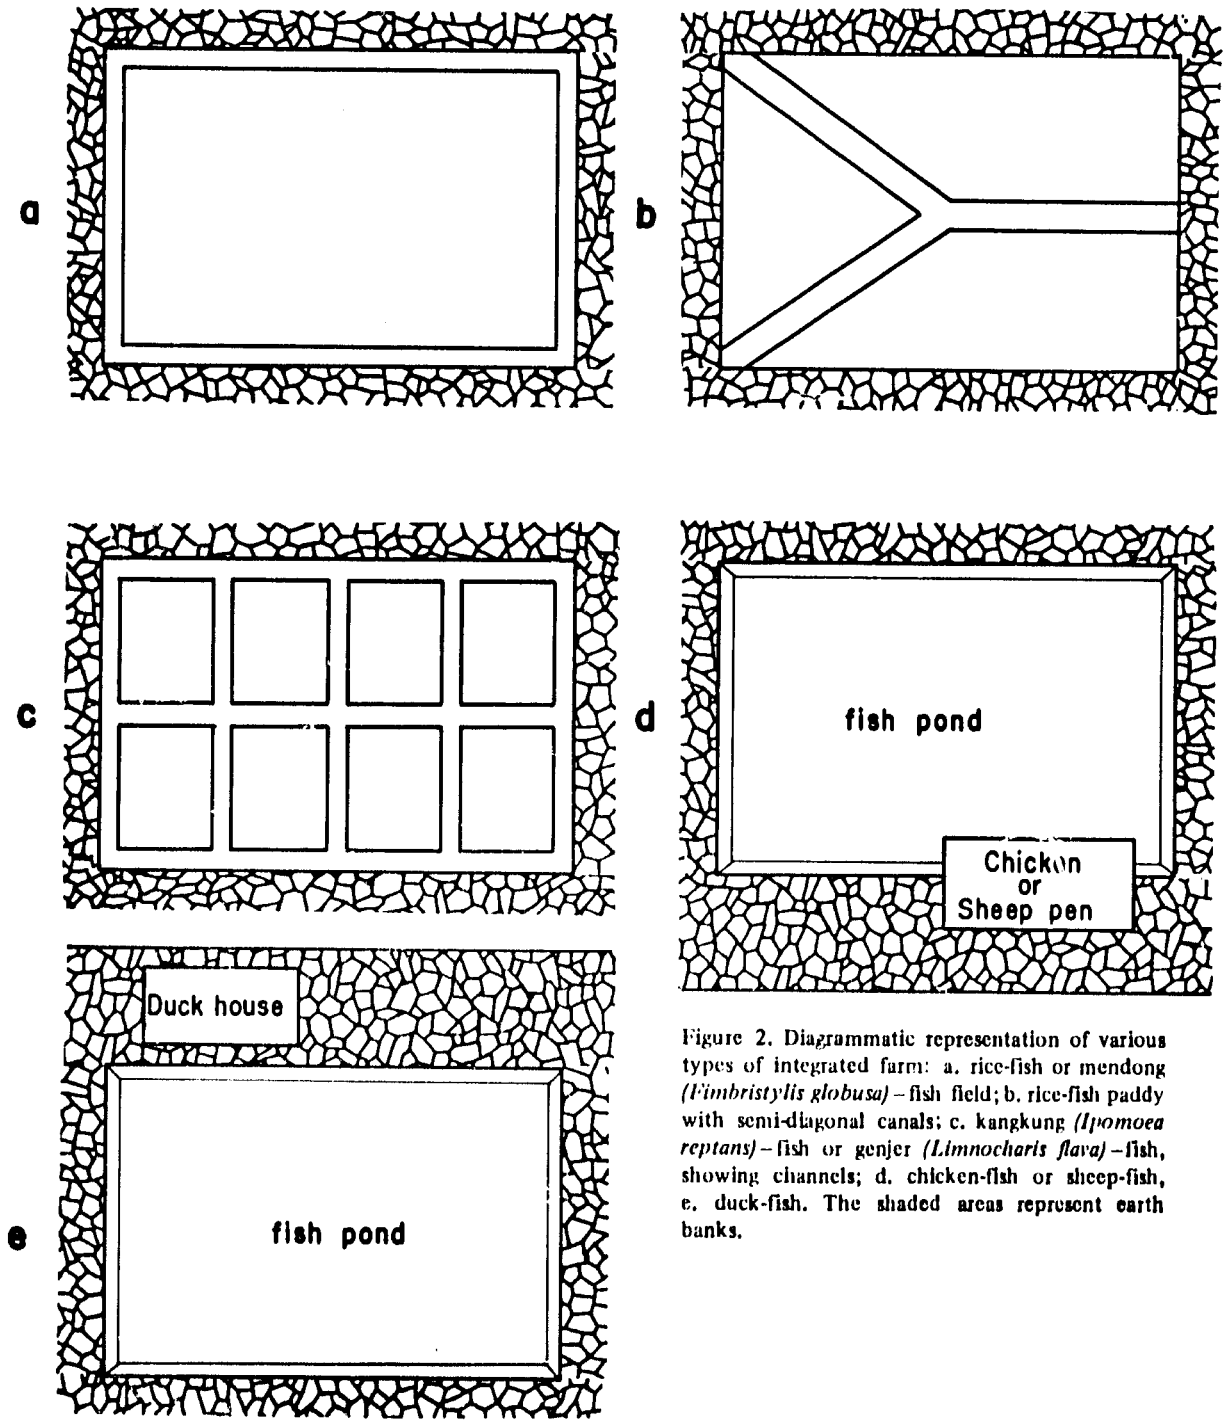 a
b
c
d
fish pond
Chicken
or
Sheep pen
Duck house
e
fish pond
Figure 2. Diagrammatic representation of various
types of integrated farm: a. rice-fish or mendong
(Fimbristylis globusa)–fish field; b. rice-fish paddy
with semi-diagonal canals; c. kangkung (Ipomoea
reptans)–fish or genjer (Limnocharis flava)–fish,
showing channels; d. chicken-fish or sheep-fish,
e. duck-fish. The shaded areas represent earth
banks.